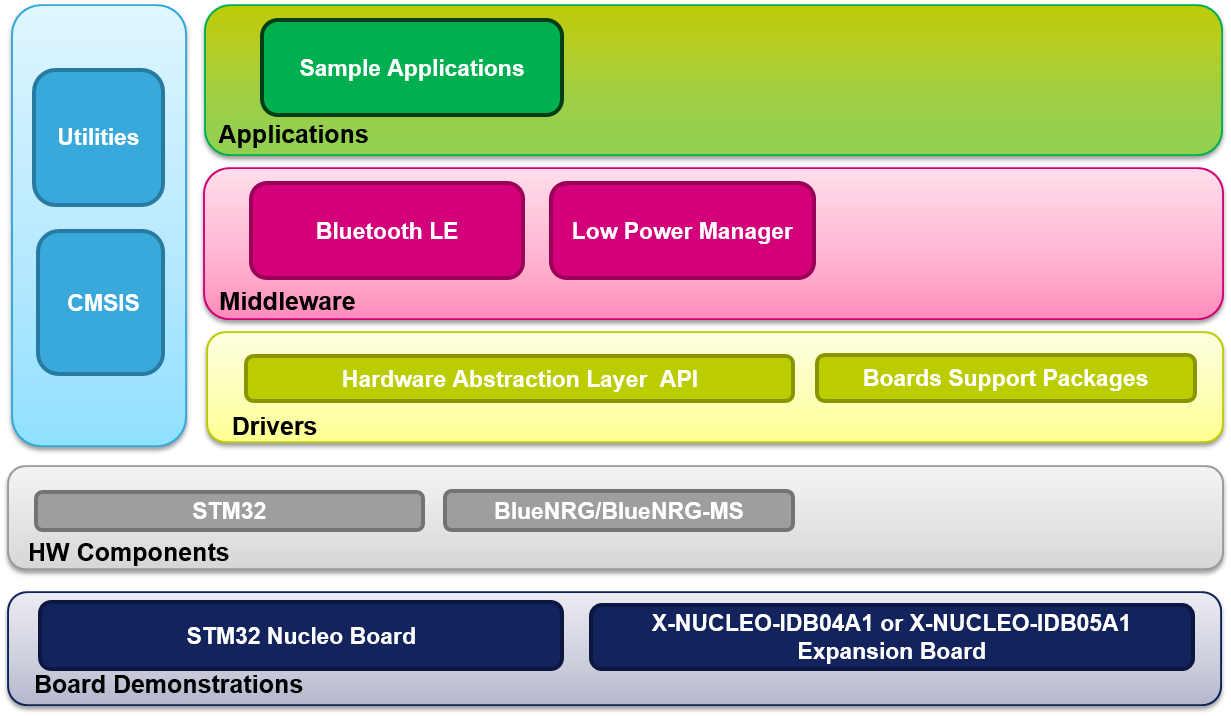 Utilities
CMSIS
Sample Applications
Applications
Bluetooth LE
Low Power Manager
Middleware
Hardware Abstraction Layer  API
Boards Support Packages
Drivers
STM32
BlueNRG/BlueNRG-MS
HW Components
STM32 Nucleo Board
X-NUCLEO-IDB04A1 or X-NUCLEO-IDB05A1
Expansion Board
Board Demonstrations